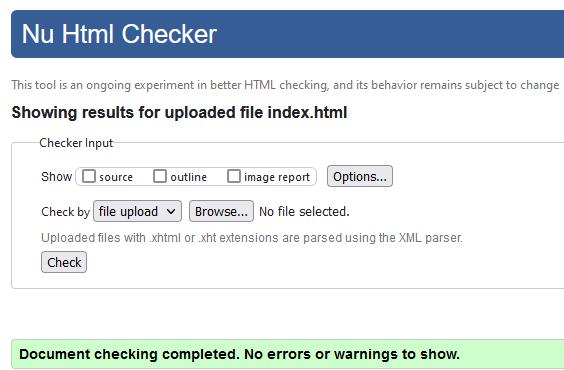 Nu Html Checker
This tool is an ongoing experiment in better HTML checking, and its behavior remains subject to change
Showing results for uploaded file index.html
Checker Input
Show source outline image report Options...
Check by file upload Browse... No file selected.
Uploaded files with .xhtml or .xht extensions are parsed using the XML parser.
Check
Document checking completed. No errors or warnings to show.